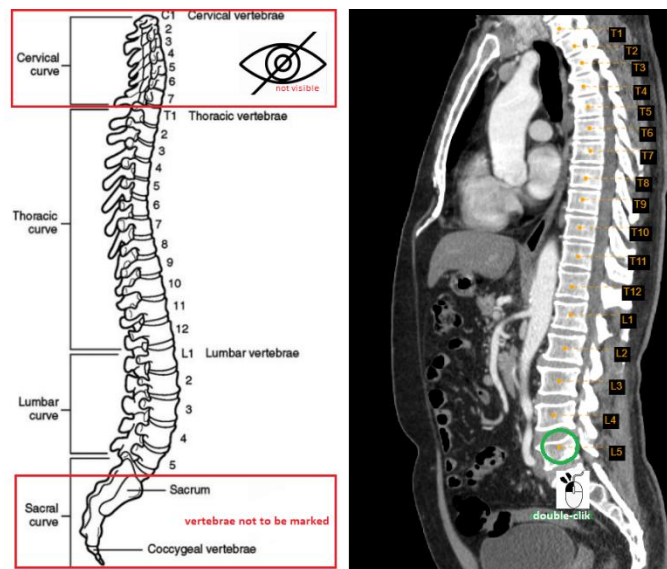 C1 Cervical vertebrae
2
3
Cervical
curve
4
5
6
7
not visible
T1 Thoracic vertebrae
2
3
4
5
Thoracic
curve
6
7
8
9
10
11
12
L1 Lumbar vertebrae
2
Lumbar
curve
3
4
5
Sacrum
Sacral
curve
vertebrae not to be marked
Coccygeal vertebrae
T1
T2
T3
T4
T5
T6
T7
T8
T9
T10
T11
T12
L1
L2
L3
L4
L5
double-clik